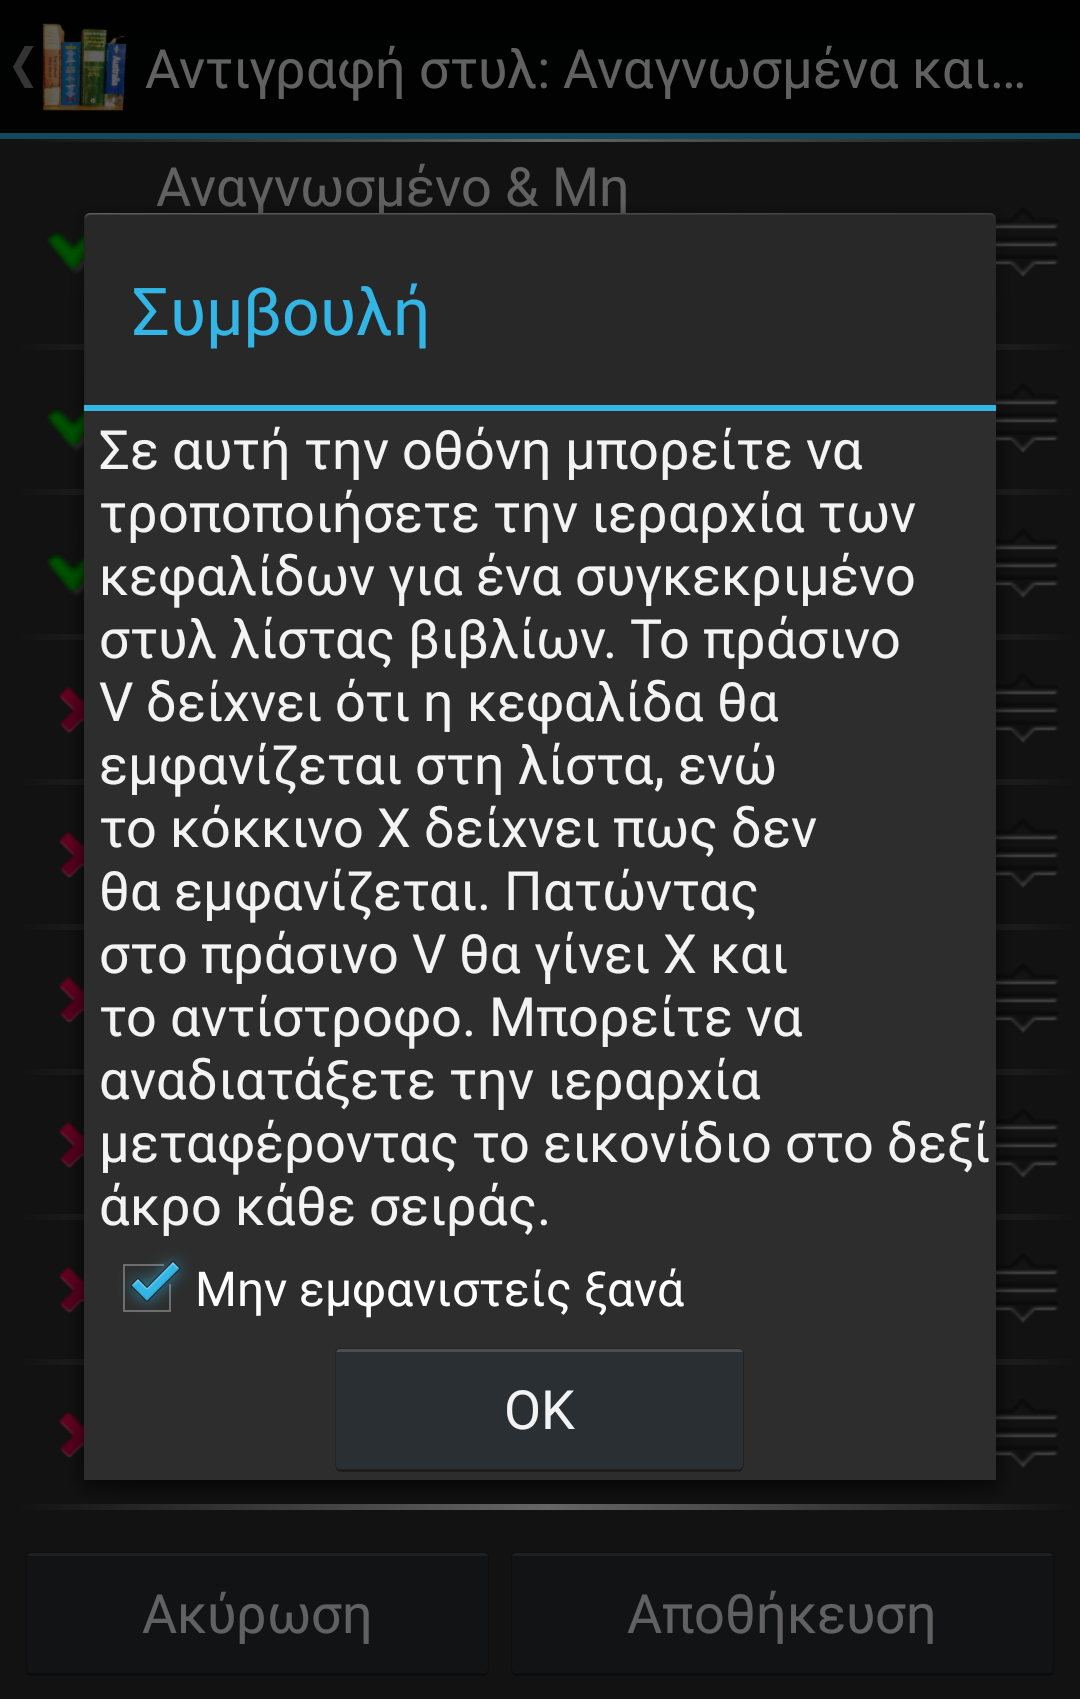 Αντιγραφή στυλ: Αναγνωσμένα και...
Αναγνωσμένο & Μη
Συμβουλή
Σε αυτή την οθόνη μπορείτε να
τροποποιήσετε την ιεραρχία των
κεφαλίδων για ένα συγκεκριμένο
στυλ λίστας βιβλίων. Το πράσινο
V δείχνει ότι η κεφαλίδα θα
εμφανίζεται στη λίστα, ενώ
το κόκκινο X δείχνει πως δεν
θα εμφανίζεται. Πατώντας
στο πράσινο V θα γίνει X και
το αντίστροφο. Μπορείτε να
αναδιατάξετε την ιεραρχία
μεταφέροντας το εικονίδιο στο δεξί
άκρο κάθε σειράς.
Μην εμφανιστείς ξανά
OK
Ακύρωση
Αποθήκευση